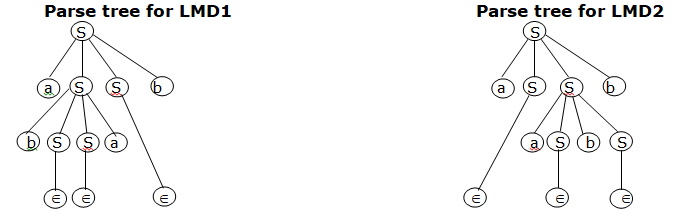 Parse tree for LMD1 Parse tree for LMD2
S S
a S S b a S S b
b S S a a S b S
∈ ∈ ∈ ∈ ∈ ∈